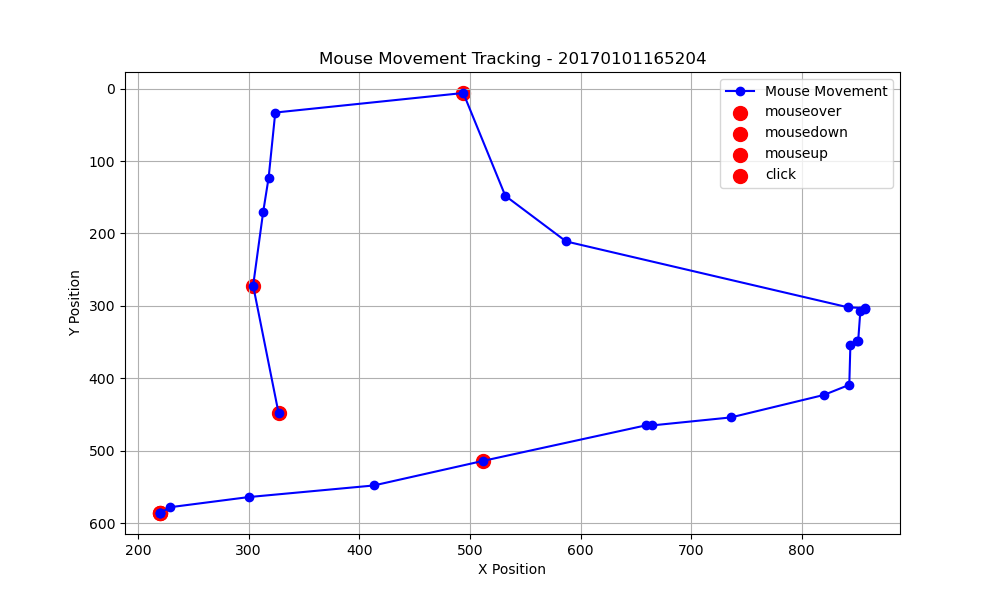 Mouse Movement Tracking - 20170101165204
Mouse Movement
mouseover
mousedown
mouseup
click
Y Position
0
100
200
300
400
500
600
200 300 400 500 600 700 800
X Position